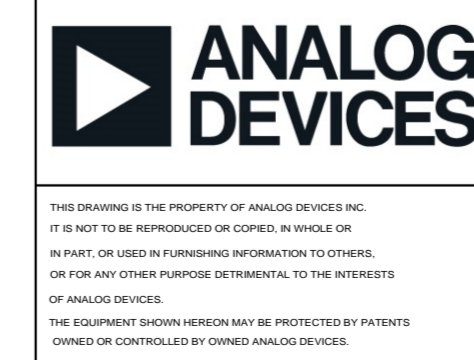 ANALOG
DEVICES
THIS DRAWING IS THE PROPERTY OF ANALOG DEVICES INC.
IT IS NOT TO BE REPRODUCED OR COPIED, IN WHOLE OR
IN PART, OR USED IN FURNISHING INFORMATION TO OTHERS,
OR FOR ANY OTHER PURPOSE DETRIMENTAL TO THE INTERESTS
OF ANALOG DEVICES.
THE EQUIPMENT SHOWN HEREON MAY BE PROTECTED BY PATENTS
OWNED OR CONTROLLED BY OWNED ANALOG DEVICES.